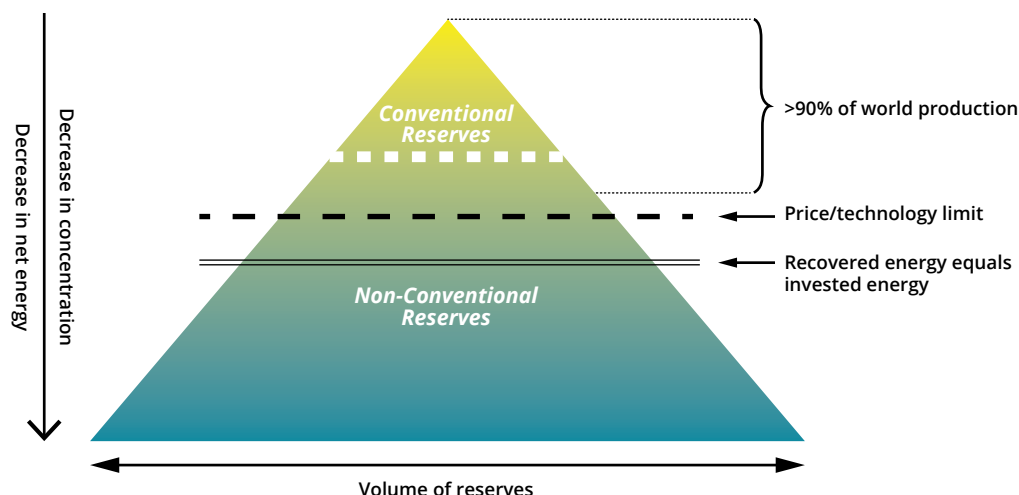 Decrease in net energy
Decrease in concentration
Conventional
Reserves
>90% of world production
Price/technology limit
Recovered energy equals
invested energy
Non-Conventional
Reserves
Volume of reserves